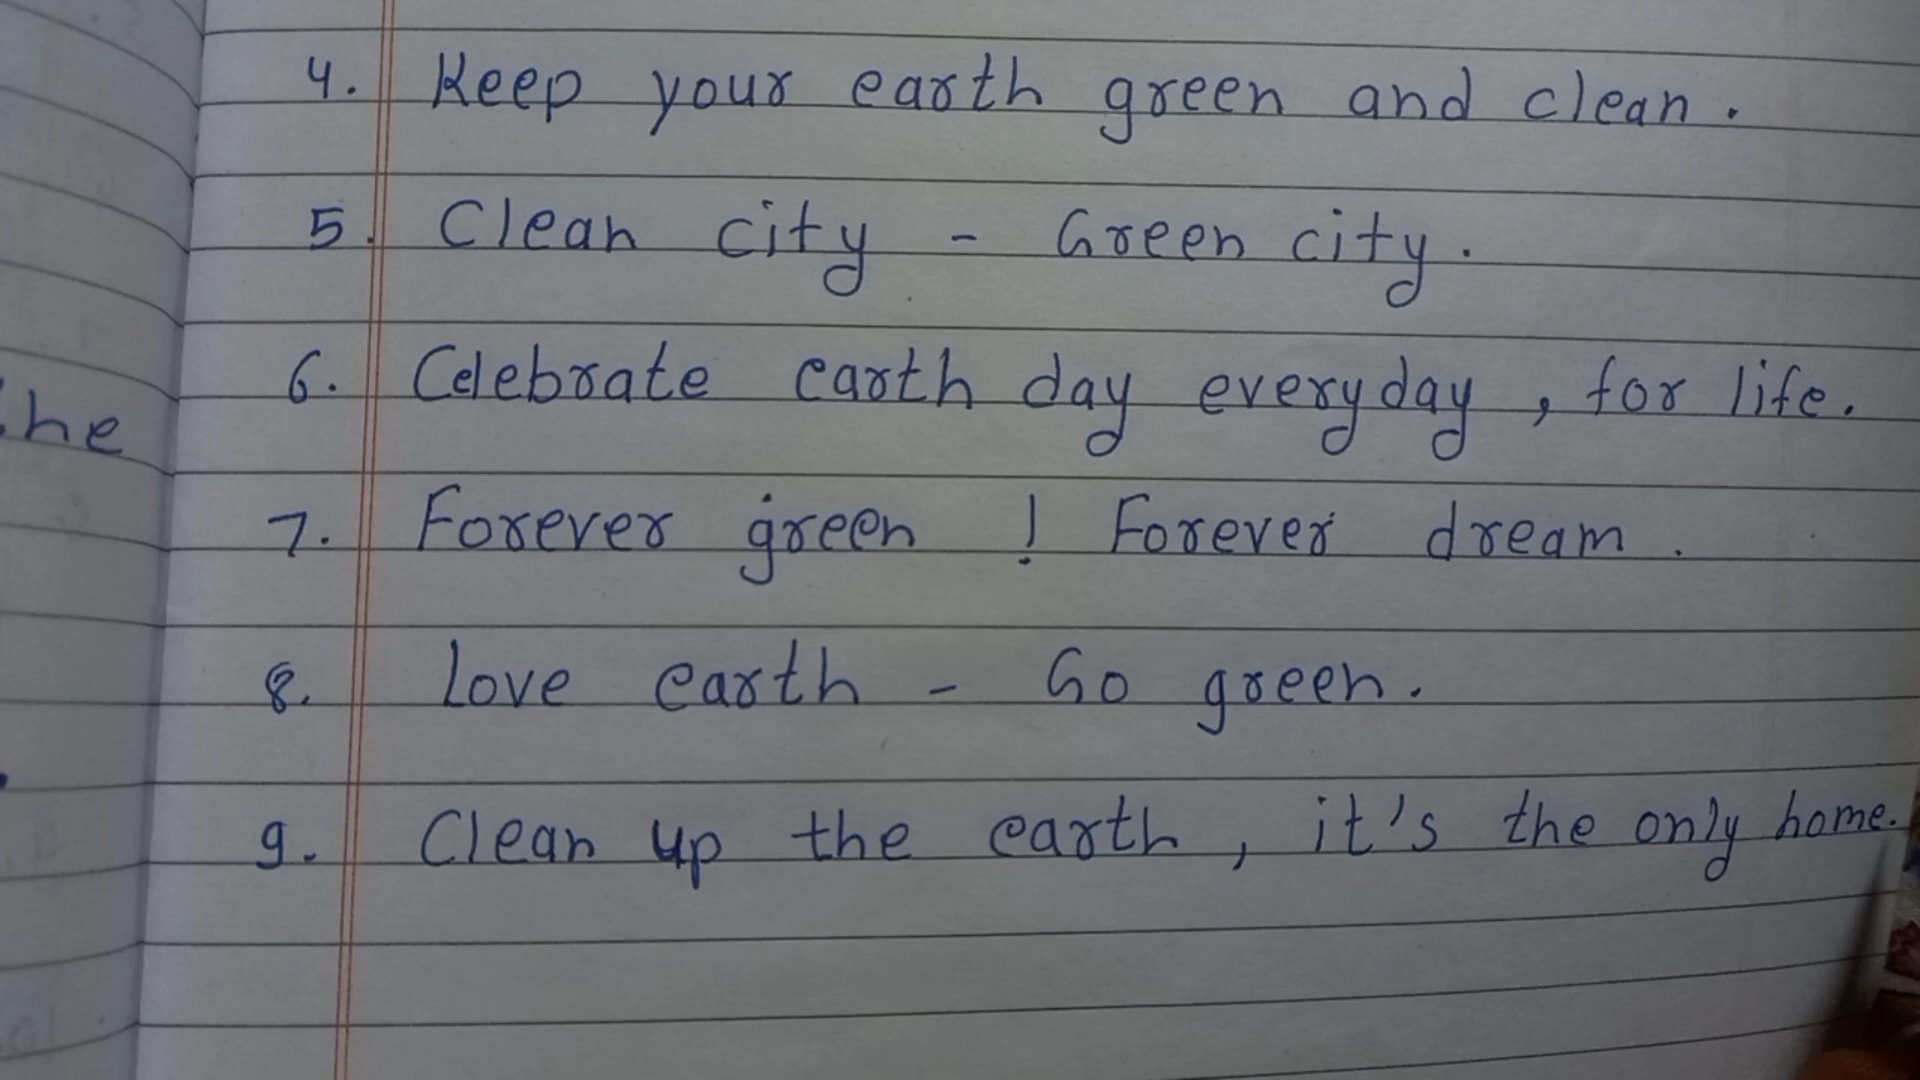 4. Keep your earth green and clean.
5. Clean city - Green city.
6. Celebrate earth day everyday, for life.
he
7. Forever green ! Forever dream.
8. Love earth - Go green.
9. Clean up the earth, it's the only home.